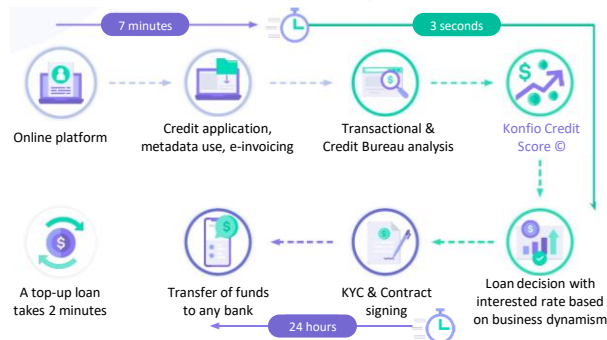 7 minutes
3 seconds
Online platform
Credit application,
metadata use, e-invoicing
Transactional &
Credit Bureau analysis
Konfio Credit
Score ©
A top-up loan
takes 2 minutes
Transfer of funds
to any bank
KYC & Contract
signing
Loan decision with
interested rate based
on business dynamism
24 hours